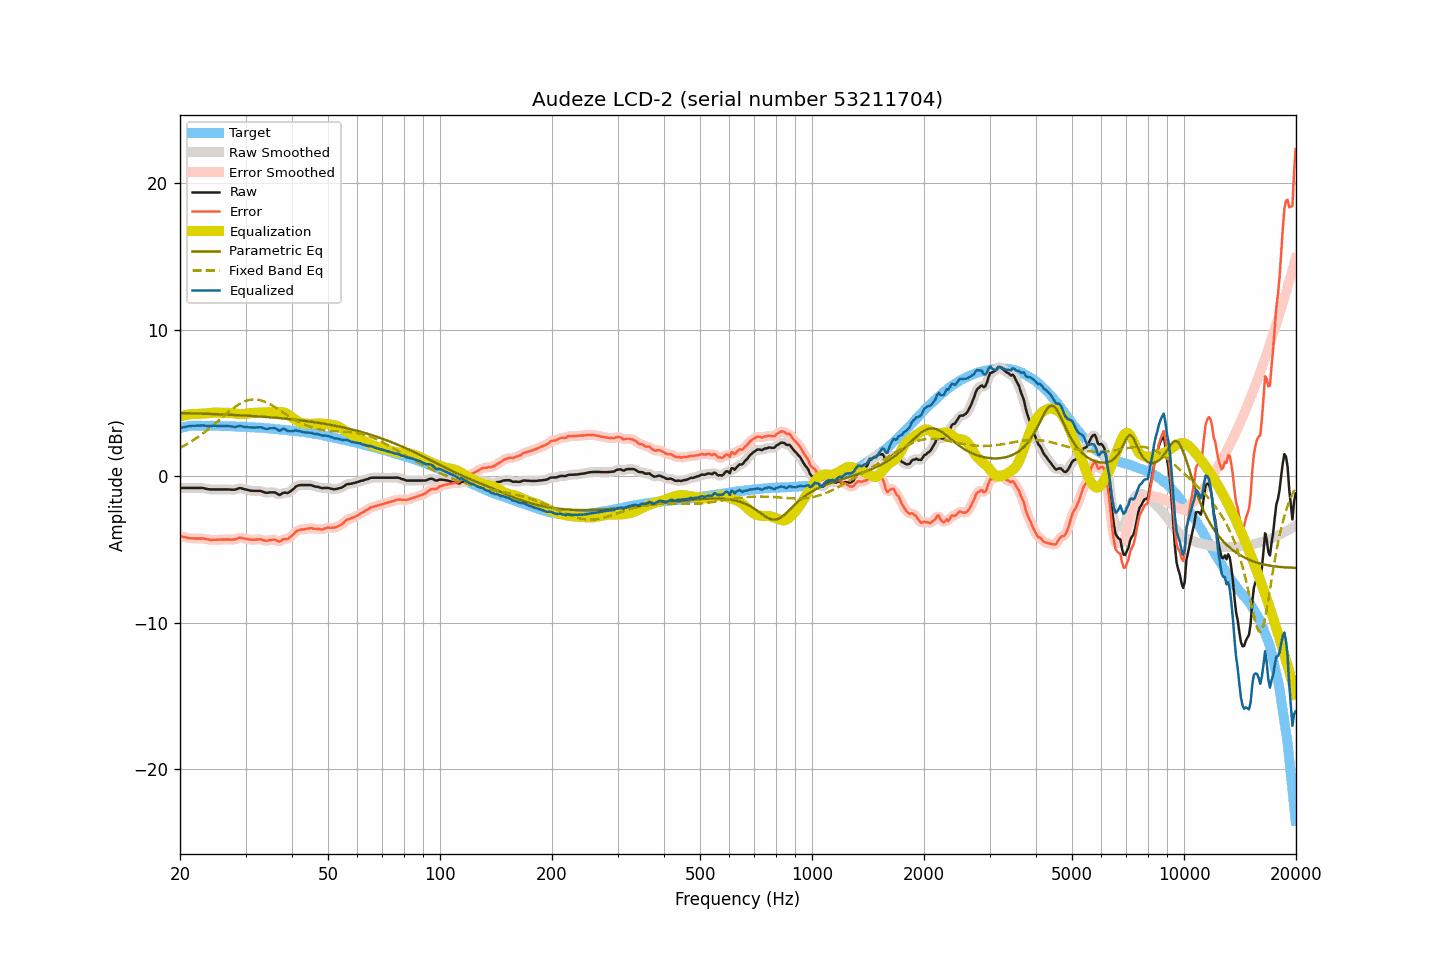 Audeze LCD-2 (serial number 53211704)
Target
Raw Smoothed
Error Smoothed
Raw
Error
Equalization
Parametric Eq
Fixed Band Eq
Equalized
20
10
0
−10
−20
Amplitude (dBr)
20 50 100 200 500 1000 2000 5000 10000 20000
Frequency (Hz)